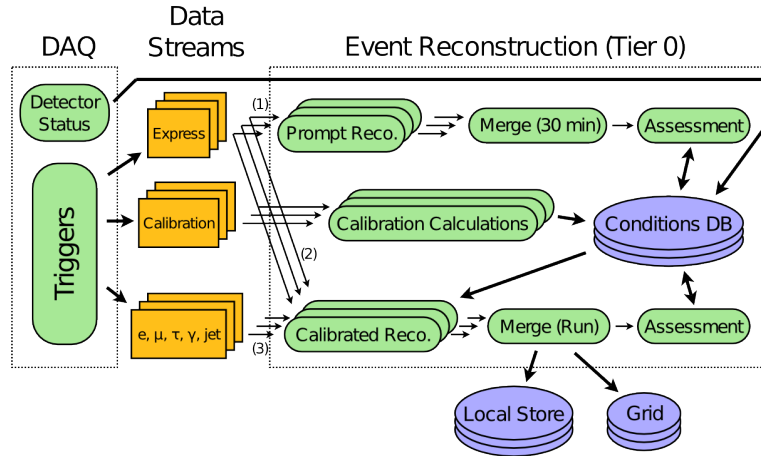 DAQ
Data
Streams
Event Reconstruction (Tier 0)
Detector
Status
Express
(1)
Prompt Reco.
Merge (30 min)
Assessment
Triggers
Calibration
Calibration Calculations
Conditions DB
(2)
e, μ, τ, γ, jet
(3)
Calibrated Reco.
Merge (Run)
Assessment
Local Store
Grid